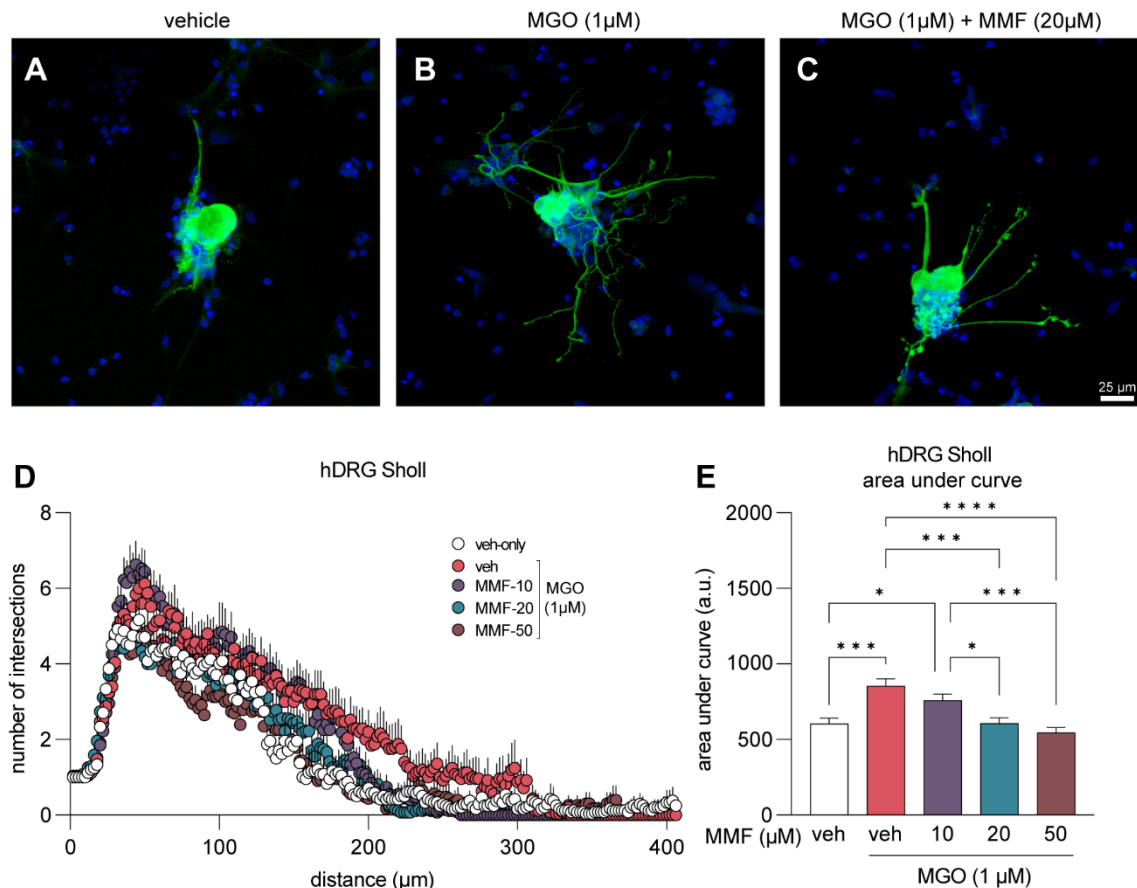 vehicle
MGO (1µM)
MGO (1µM) + MMF (20µM)
A
B
C
25 µm
D
hDRG Sholl
8
6
4
2
0
number of intersections
veh-only
veh
MMF-10
MMF-20
MMF-50
MGO
(1µM)
0
100
200
300
400
distance (µm)
E
hDRG Sholl
area under curve
2000
1500
1000
500
0
area under curve (a.u.)
* * * *
* * *
*
* * *
* * *
*
MMF (µM)
veh
veh
10
20
50
MGO (1 µM)